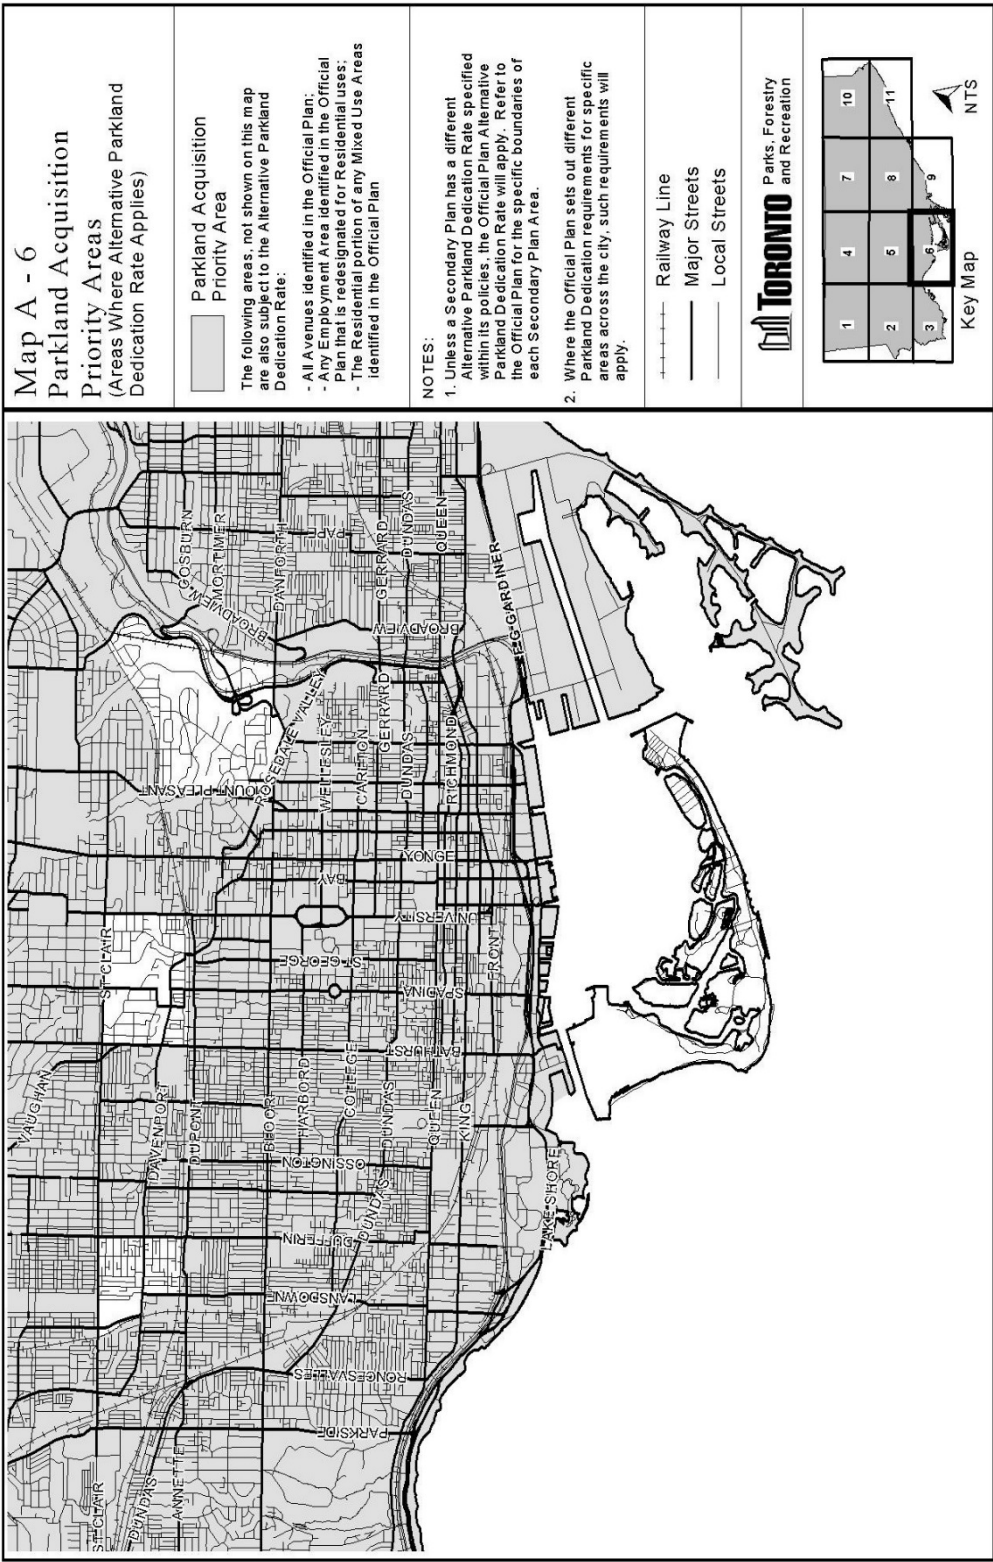 Map A - 6
Parkland Acquisition
Priority Areas
(Areas Where Alternative Parkland
Dedication Rate Applies)
Parkland Acquisition
Priority Area
The following areas, not shown on this map
are also subject to the Alternative Parkland
Dedication Rate:
- All Avenues identified in the Official Plan;
- Any Employment Area identified in the Official
Plan that is redesignated for Residential uses;
- The Residential portion of any Mixed Use Areas
identified in the Official Plan
NOTES:
1. Unless a Secondary Plan has a different
Alternative Parkland Dedication Rate specified
within its policies, the Official Plan Alternative
Parkland Dedication Rate will apply. Refer to
the Official Plan for the specific boundaries of
each Secondary Plan Area.
2. Where the Official Plan sets out different
Parkland Dedication requirements for specific
areas across the city, such requirements will
apply.
Railway Line
Major Streets
Local Streets
TORONTO
Parks, Forestry
and Recreation
1
4
7
10
2
5
8
11
3
6
9
Key Map
NTS
ST CLAIR
DUNDAS
ANNETTE
PARKSIDE
RONCESVALLES
LANSDOWNE
DUFFERIN
DUNDAS
OSSINGTON
VAUGHAN
DAVENPORT
DUPONT
BLOOR
HARBORD
COLLEGE
DUNDAS
QUEEN
KING
LAKE SHORE
BATHURST
SPADINA
ST GEORGE
ST CLAIR
FRONT
UNIVERSITY
BAY
YONGE
MOUNT PLEASANT
ROSEDALE VALLEY
WELLESLEY
CARLTON
GERRARD
DUNDAS
RICHMOND
BROADVIEW
BROADVIEW
COSBURN
MORTIMER
DANFORTH
PAPE
GERRARD
DUNDAS
QUEEN
F G GARDINER